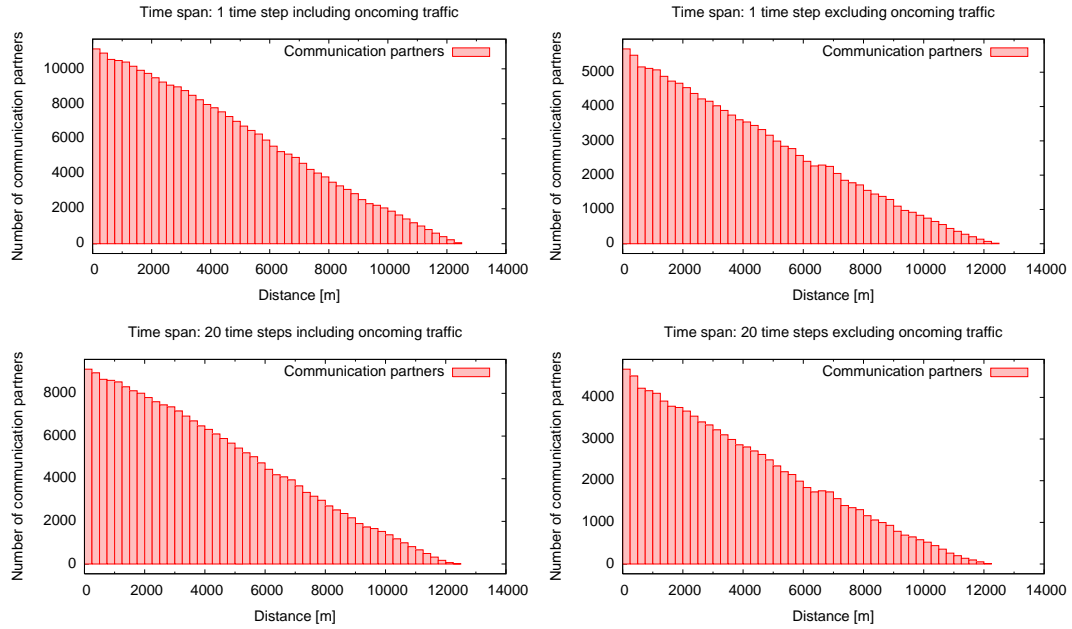 Time span: 1 time step including oncoming traffic
Number of communication partners
10000
8000
6000
4000
2000
0
Communication partners
0 2000 4000 6000 8000 10000 12000 14000
Distance [m]
Time span: 1 time step excluding oncoming traffic
Number of communication partners
5000
4000
3000
2000
1000
0
Communication partners
0 2000 4000 6000 8000 10000 12000 14000
Distance [m]
Time span: 20 time steps including oncoming traffic
Number of communication partners
8000
6000
4000
2000
0
Communication partners
0 2000 4000 6000 8000 10000 12000 14000
Distance [m]
Time span: 20 time steps excluding oncoming traffic
Number of communication partners
4000
3000
2000
1000
0
Communication partners
0 2000 4000 6000 8000 10000 12000 14000
Distance [m]